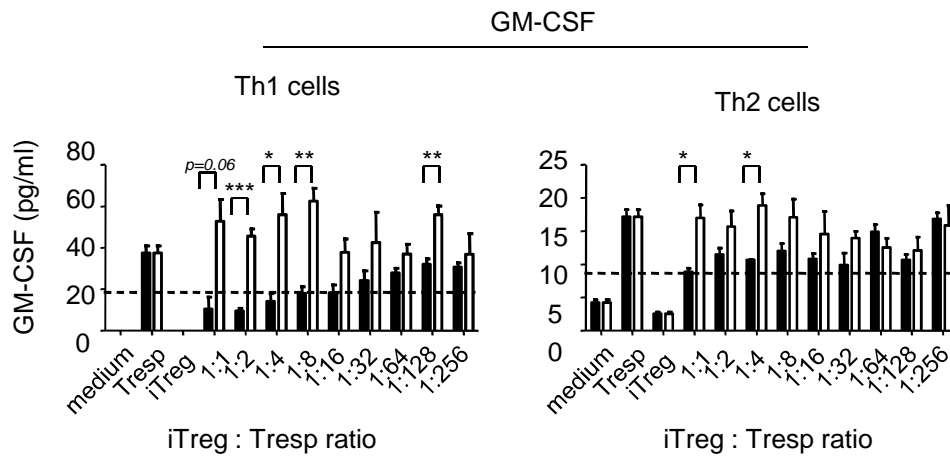 GM-CSF
Th1 cells
Th2 cells
GM-CSF (pg/ml)
80
60
40
20
0
p=0.06
*
**
***
**
medium
Tresp
iTreg
1:1
1:2
1:4
1:8
1:16
1:32
1:64
1:128
1:256
iTreg : Tresp ratio
25
20
15
10
5
0
*
*
medium
Tresp
iTreg
1:1
1:2
1:4
1:8
1:16
1:32
1:64
1:128
1:256
iTreg : Tresp ratio